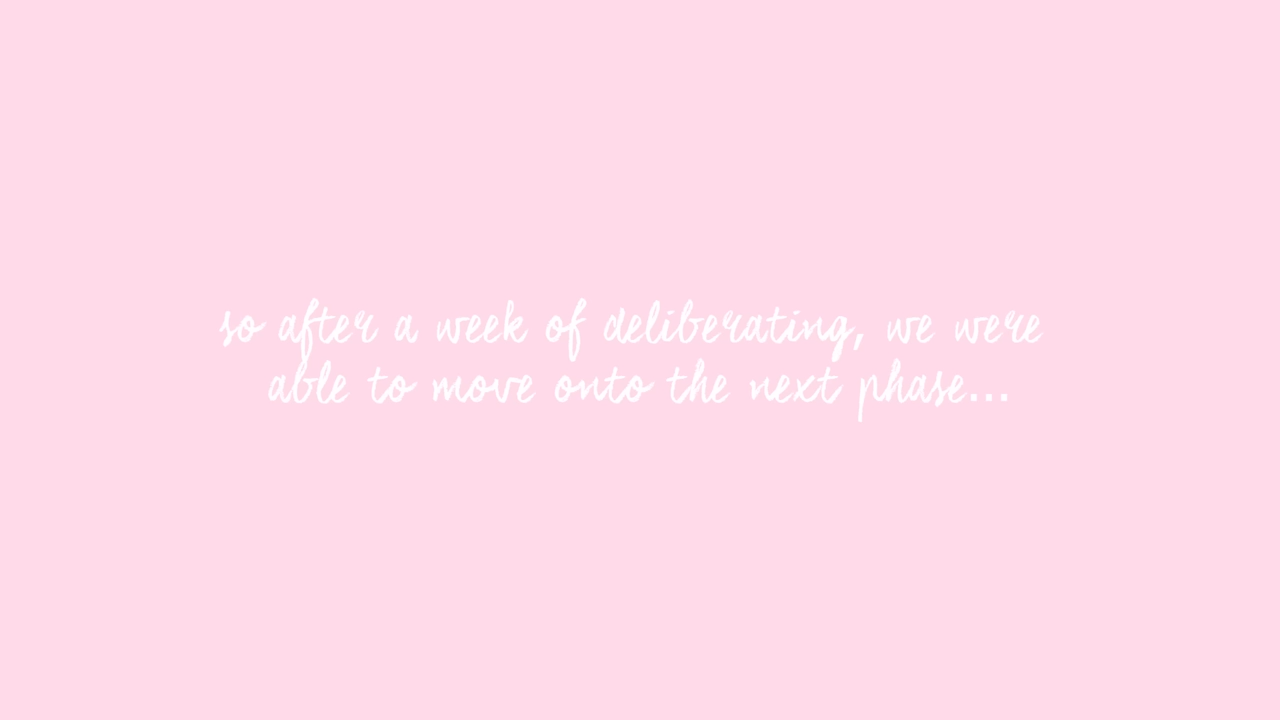 so after a week of deliberating, we were
able to move onto the next phase...